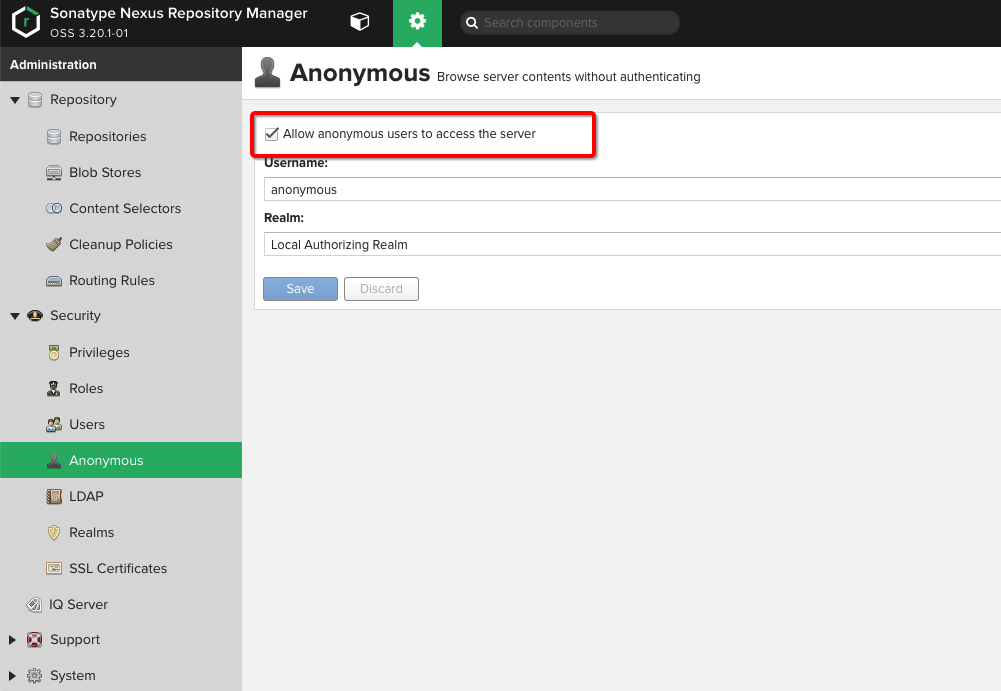 Sonatype Nexus Repository Manager
OSS 3.20.1-01
Search components
Administration
Repository
Repositories
Blob Stores
Content Selectors
Cleanup Policies
Routing Rules
Security
Privileges
Roles
Users
Anonymous
LDAP
Realms
SSL Certificates
IQ Server
Support
System
Anonymous Browse server contents without authenticating
Allow anonymous users to access the server
Username:
anonymous
Realm:
Local Authorizing Realm
Save Discard